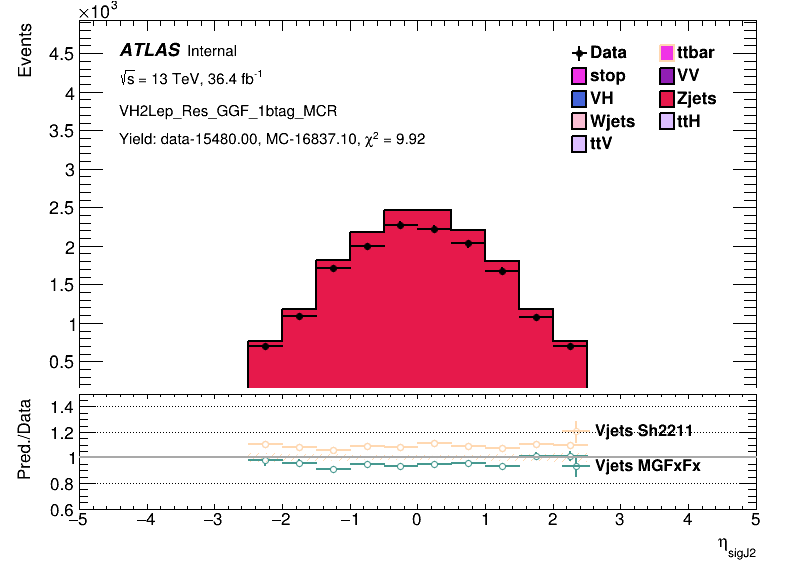 ×10³
Events
4.5
4
3.5
3
2.5
2
1.5
1
0.5
ATLAS Internal
√s = 13 TeV, 36.4 fb⁻¹
VH2Lep_Res_GGF_1btag_MCR
Yield: data-15480.00, MC-16837.10, χ² = 9.92
Data ttbar
stop VV
VH Zjets
Wjets ttH
ttV
Pred./Data
1.4
1.2
1
0.8
0.6
Vjets Sh2211
Vjets MGFxFx
−5 −4 −3 −2 −1 0 1 2 3 4 5
η_sigJ2